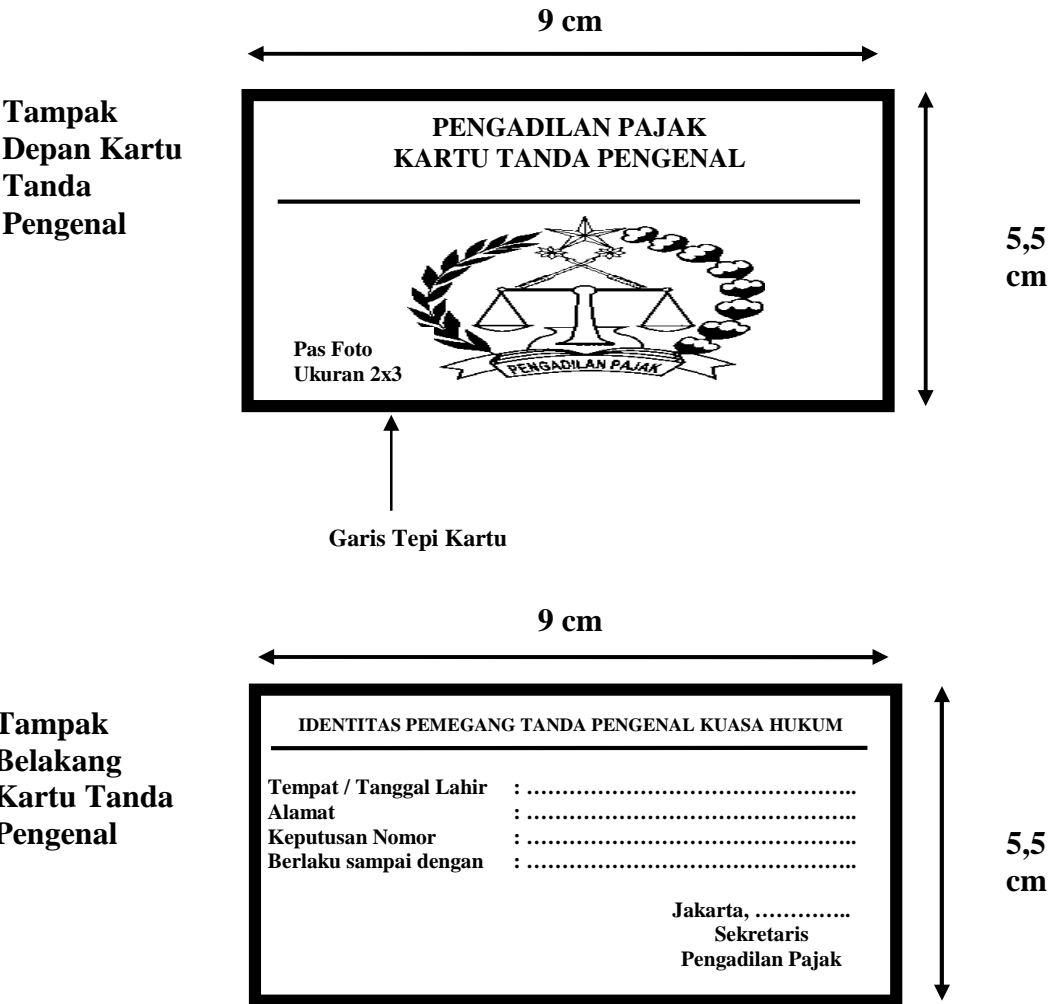 9 cm
Tampak
Depan Kartu
Tanda
Pengenal
PENGADILAN PAJAK
KARTU TANDA PENGENAL
5,5
cm
Pas Foto
Ukuran 2x3
PENGADILAN PAJAK
Garis Tepi Kartu
9 cm
Tampak
Belakang
Kartu Tanda
Pengenal
IDENTITAS PEMEGANG TANDA PENGENAL KUASA HUKUM
Tempat / Tanggal Lahir : ………………………………………..
Alamat : ………………………………………..
Keputusan Nomor : ………………………………………..
Berlaku sampai dengan : ………………………………………..
5,5
cm
Jakarta, …………..
Sekretaris
Pengadilan Pajak